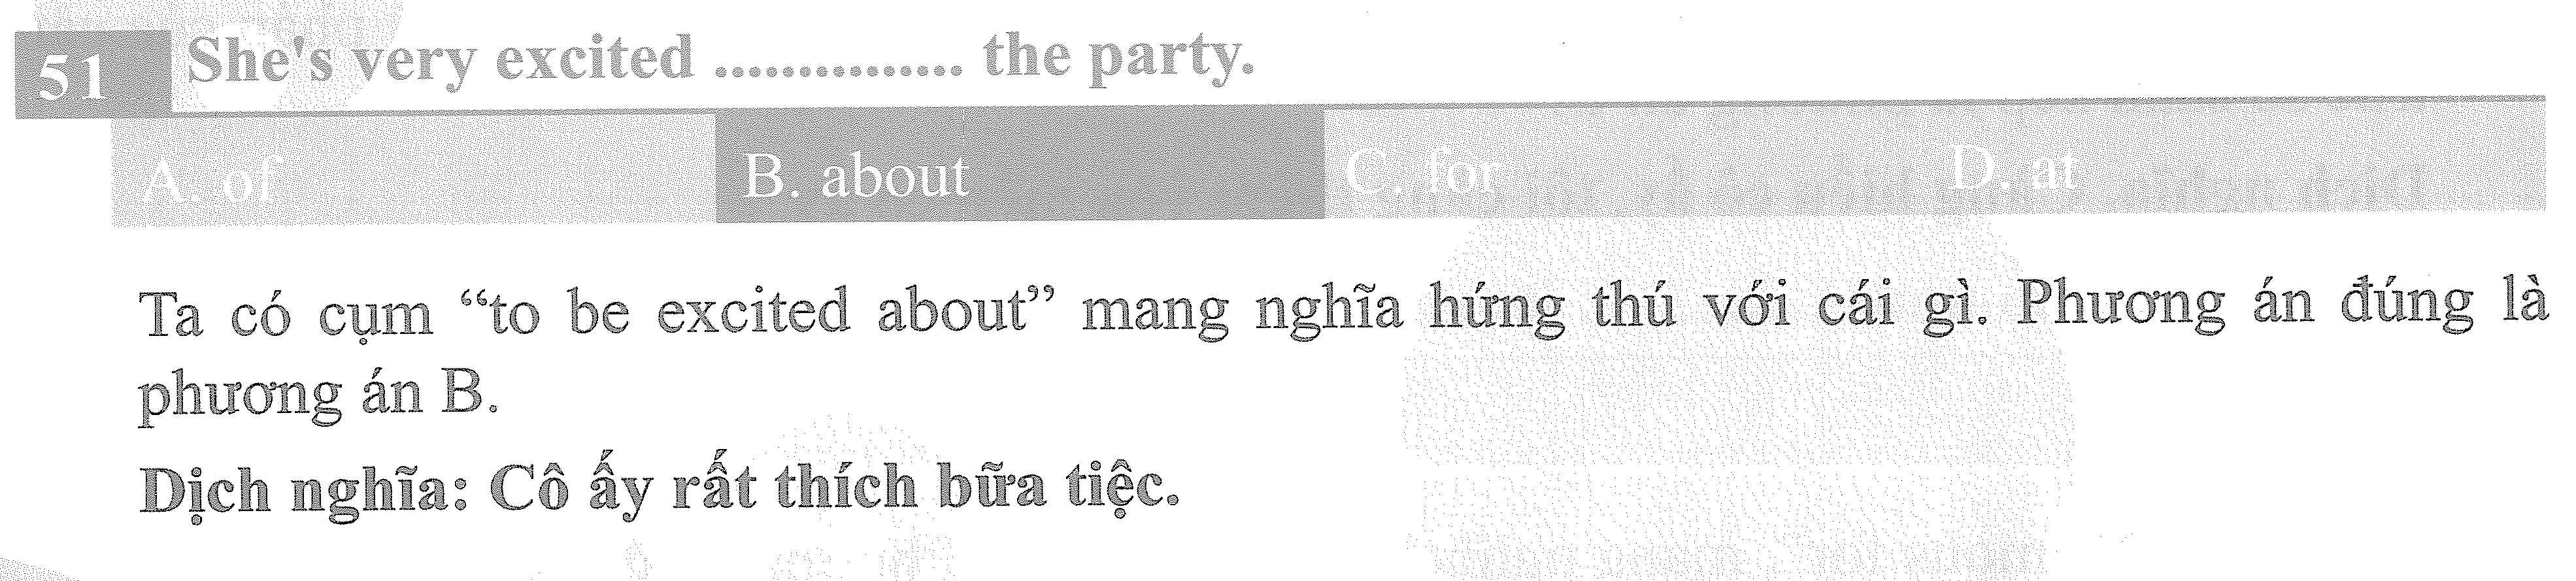 51 She's very excited .............. the party.
A. of B. about C. for D. at
Ta có cụm “to be excited about” mang nghĩa hứng thú với cái gì. Phương án đúng là
phương án B.
Dịch nghĩa: Cô ấy rất thích bữa tiệc.